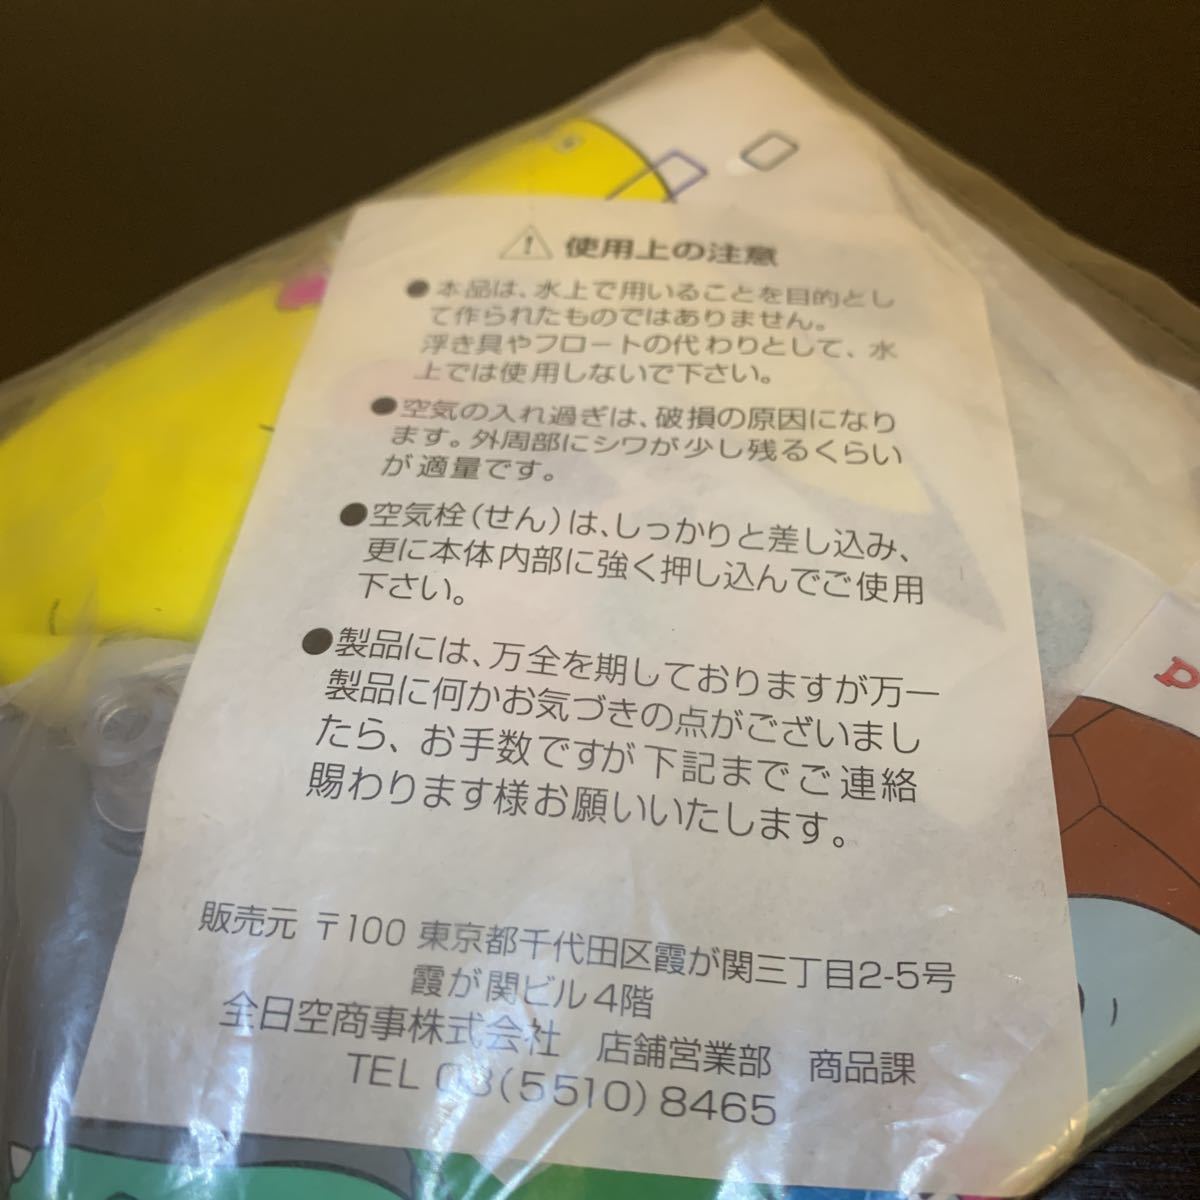 使用上の注意
●本品は、水上で用いることを目的とし
て作られたものではありません。
浮き具やフロートの代わりとして、水
上では使用しないで下さい。
●空気の入れ過ぎは、破損の原因になり
ます。外周部にシワが少し残るくらい
が適量です。
●空気栓(せん)は、しっかりと差し込み、
更に本体内部に強く押し込んでご使用
下さい。
●製品には、万全を期しておりますが万一
製品に何かお気づきの点がございまし
たら、お手数ですが下記までご連絡
賜わります様お願いいたします。
販売元 〒100 東京都千代田区霞が関三丁目2-5号
霞が関ビル4階
全日空商事株式会社 店舗営業部 商品課
TEL 03(5510)8465